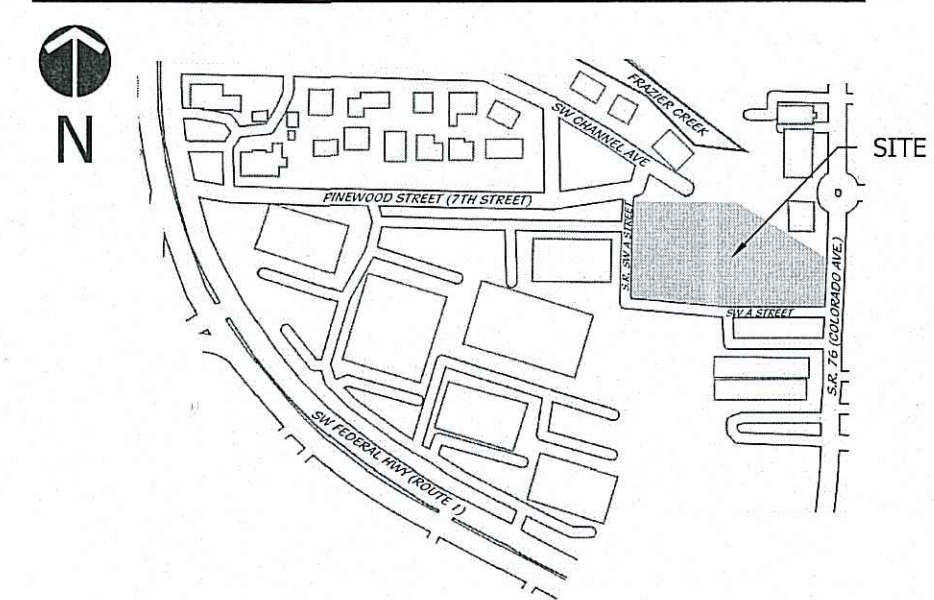 N
FRAZIER CREEK
SW CHANNEL AVE
SITE
PINEWOOD STREET (7TH STREET)
S.R. SW A STREET
S.R. 76 (COLORADO AVE.)
SW A STREET
SW FEDERAL HWY (ROUTE 1)